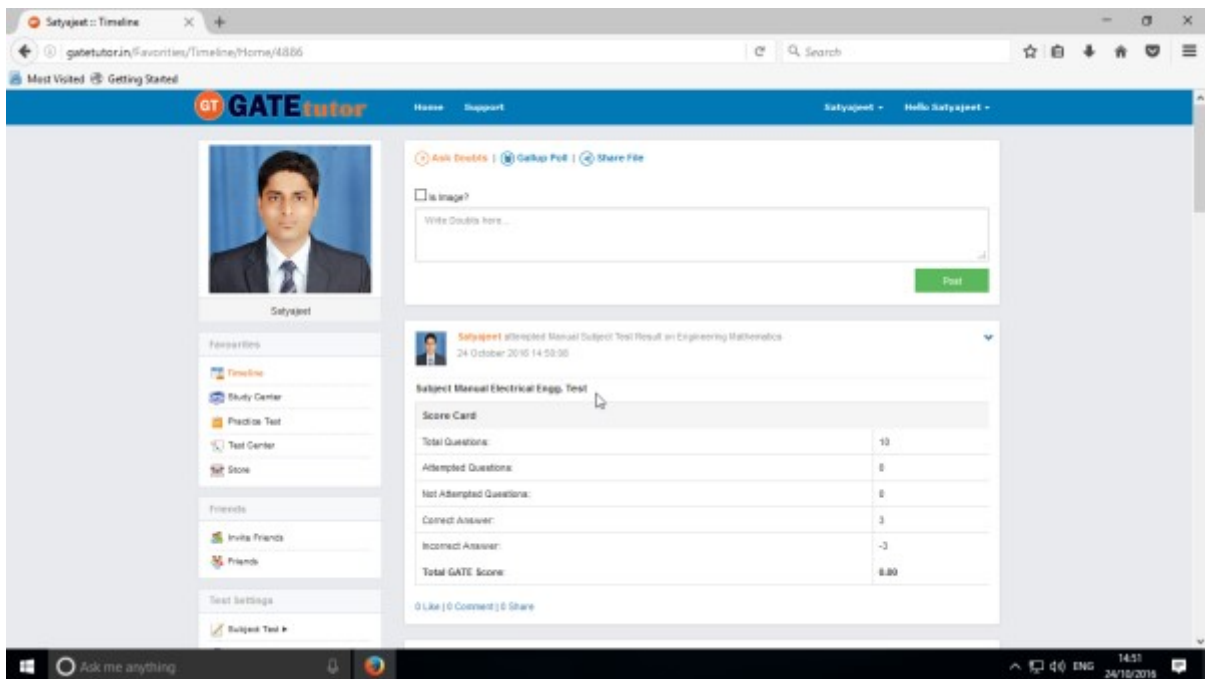 Satyajeet :: Timeline
gatetutor.in/Favorities/Timeline/Home/4886
Search
Most Visited Getting Started
GT GATEtutor Home Support Satyajeet Hello Satyajeet
Ask Doubts | Gallup Poll | Share File
Is Image?
Write Doubts here...
Post
Satyajeet
Favourites
Timeline
Study Center
Practice Test
Test Center
Store
Friends
Invite Friends
Friends
Test Settings
Subject Test
Satyajeet attempted Manual Subject Test Result on Engineering Mathematics
24 October 2016
Subject Manual Electrical Engg. Test
Score Card
Total Questions: 10
Attempted Questions: 0
Not Attempted Questions: 0
Correct Answer: 3
Incorrect Answer: -3
Total GATE Score: 0.00
0 Like | 0 Comment | 0 Share
Ask me anything
ENG
14:51
24/10/2016